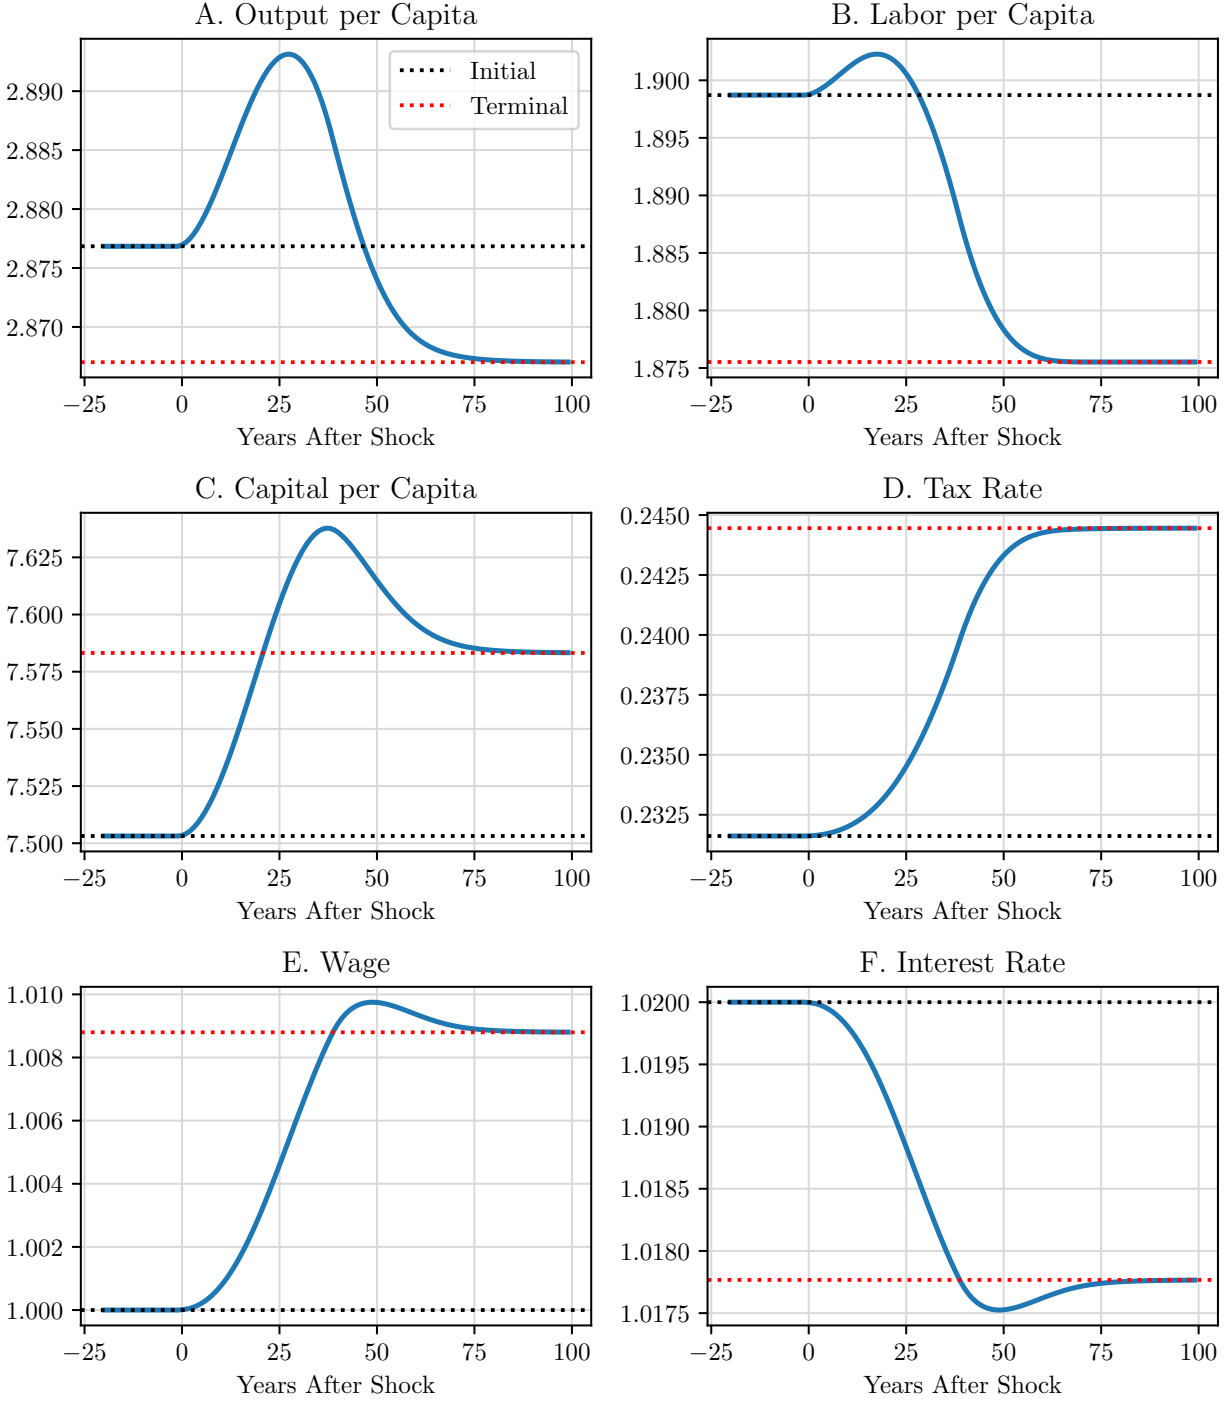 A. Output per Capita
2.890
2.885
2.880
2.875
2.870
Initial
Terminal
−25 0 25 50 75 100
Years After Shock
B. Labor per Capita
1.900
1.895
1.890
1.885
1.880
1.875
−25 0 25 50 75 100
Years After Shock
C. Capital per Capita
7.625
7.600
7.575
7.550
7.525
7.500
−25 0 25 50 75 100
Years After Shock
D. Tax Rate
0.2450
0.2425
0.2400
0.2375
0.2350
0.2325
−25 0 25 50 75 100
Years After Shock
E. Wage
1.010
1.008
1.006
1.004
1.002
1.000
−25 0 25 50 75 100
Years After Shock
F. Interest Rate
1.0200
1.0195
1.0190
1.0185
1.0180
1.0175
−25 0 25 50 75 100
Years After Shock